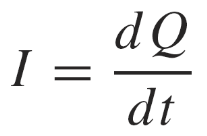 I = dQ/dt